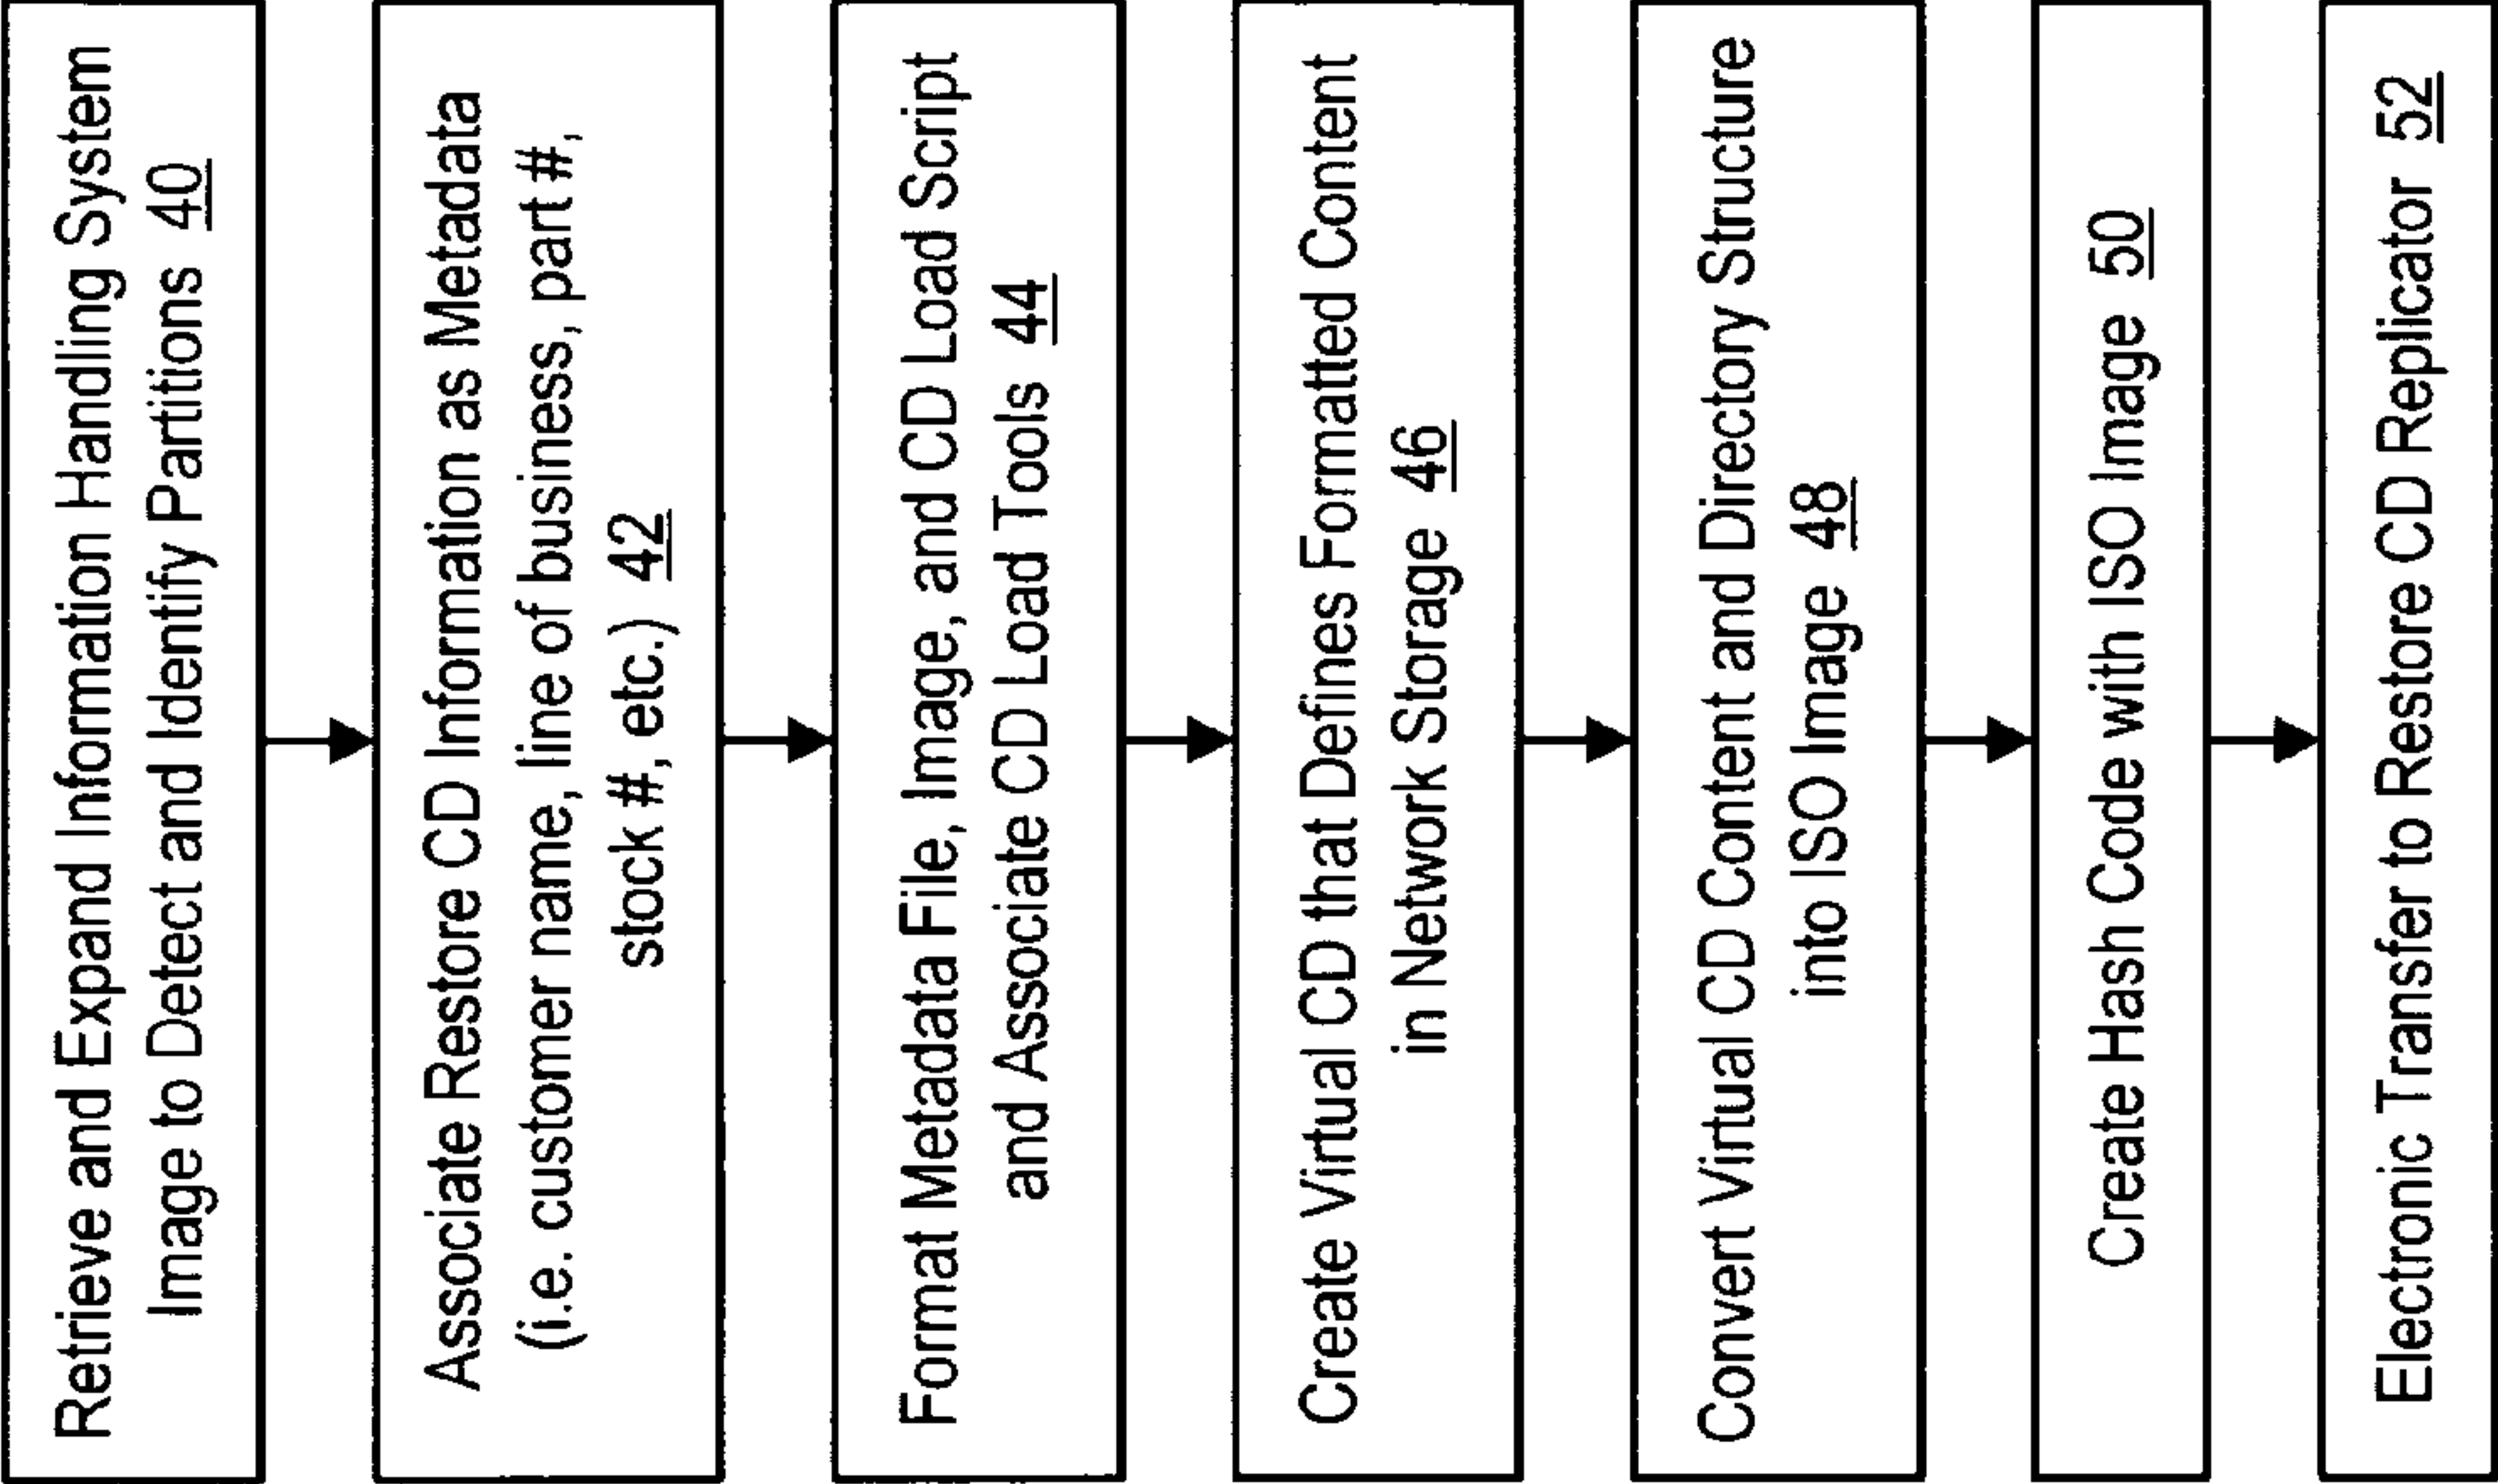 Retrieve and Expand Information Handling System
Image to Detect and Identify Partitions 40
Associate Restore CD Information as Metadata
(i.e. customer name, line of business, part #,
stock #, etc.) 42
Format Metadata File, Image, and CD Load Script
and Associate CD Load Tools 44
Create Virtual CD that Defines Formatted Content
in Network Storage 46
Convert Virtual CD Content and Directory Structure
into ISO Image 48
Create Hash Code with ISO Image 50
Electronic Transfer to Restore CD Replicator 52